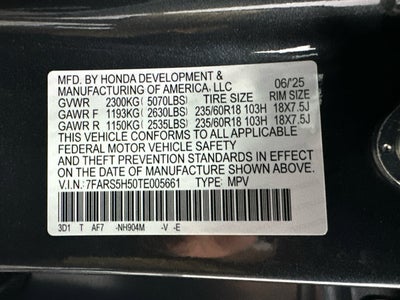 MFD. BY HONDA DEVELOPMENT &
MANUFACTURING OF AMERICA, LLC 06/'25
GVWR 2300KG( 5070LBS) TIRE SIZE RIM SIZE
GAWR F 1193KG( 2630LBS) 235/60R18 103H 18X7.5J
GAWR R 1150KG( 2535LBS) 235/60R18 103H 18X7.5J
THIS VEHICLE CONFORMS TO ALL APPLICABLE
FEDERAL MOTOR VEHICLE SAFETY
AND THEFT PREVENTION STANDARDS IN EFFECT
ON THE DATE OF MANUFACTURE SHOWN ABOVE.
V.I.N: 7FARS5H50TE005661 TYPE: MPV
3D1 T AF7 -NH904M -V -E